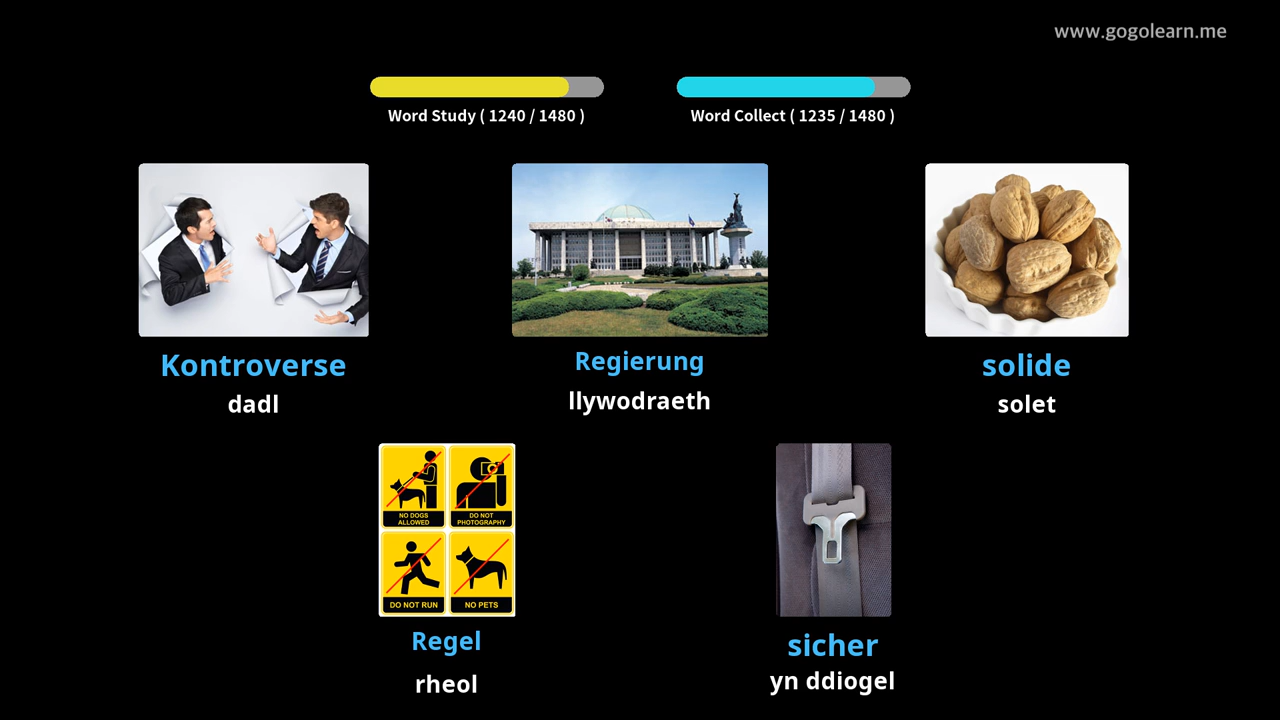 www.gogolearn.me
Word Study ( 1240 / 1480 )
Word Collect ( 1235 / 1480 )
Kontroverse
dadl
Regierung
llywodraeth
solide
solet
NO DOGS
ALLOWED
DO NOT
PHOTOGRAPHY
DO NOT RUN
NO PETS
Regel
rheol
sicher
yn ddiogel